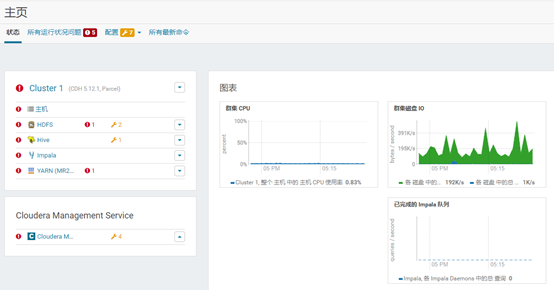 主页
状态 所有运行状况问题 5 配置 7 所有最新命令
Cluster 1 (CDH 5.12.1, Parcel)
主机
HDFS 1 2
Hive 1
Impala
YARN (MR2... 1
Cloudera Management Service
Cloudera M... 4
图表
群集 CPU
percent
100%
50%
0%
05 PM 05:15
Cluster 1, 整个 主机 中的 主机 CPU 使用率 0.83%
群集磁盘 IO
bytes / second
391K/s
195K/s
0
05 PM 05:15
各 磁盘 中的... 192K/s 各 磁盘 中的总... 1K/s
已完成的 Impala 队列
queries / second
05 PM 05:15
Impala, 各 Impala Daemons 中的总 查询 0